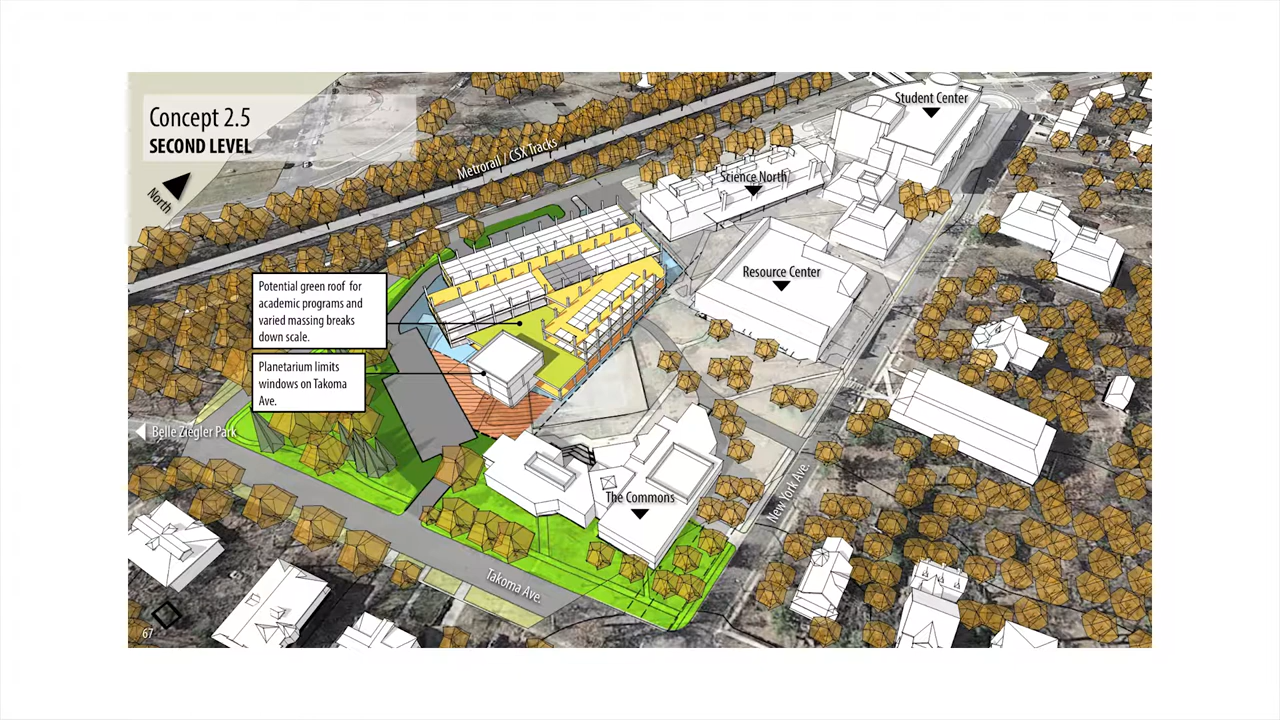 Concept 2.5
SECOND LEVEL
North
Metrorail / CSX Tracks
Student Center
Science North
Resource Center
Potential green roof for
academic programs and
varied massing breaks
down scale.
Planetarium limits
windows on Takoma
Ave.
Belle Ziegler Park
The Commons
New York Ave.
Takoma Ave.
67